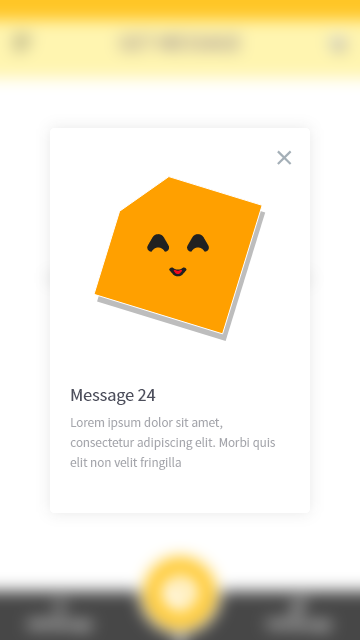 Message 24
Lorem ipsum dolor sit amet,
consectetur adipiscing elit. Morbi quis
elit non velit fringilla